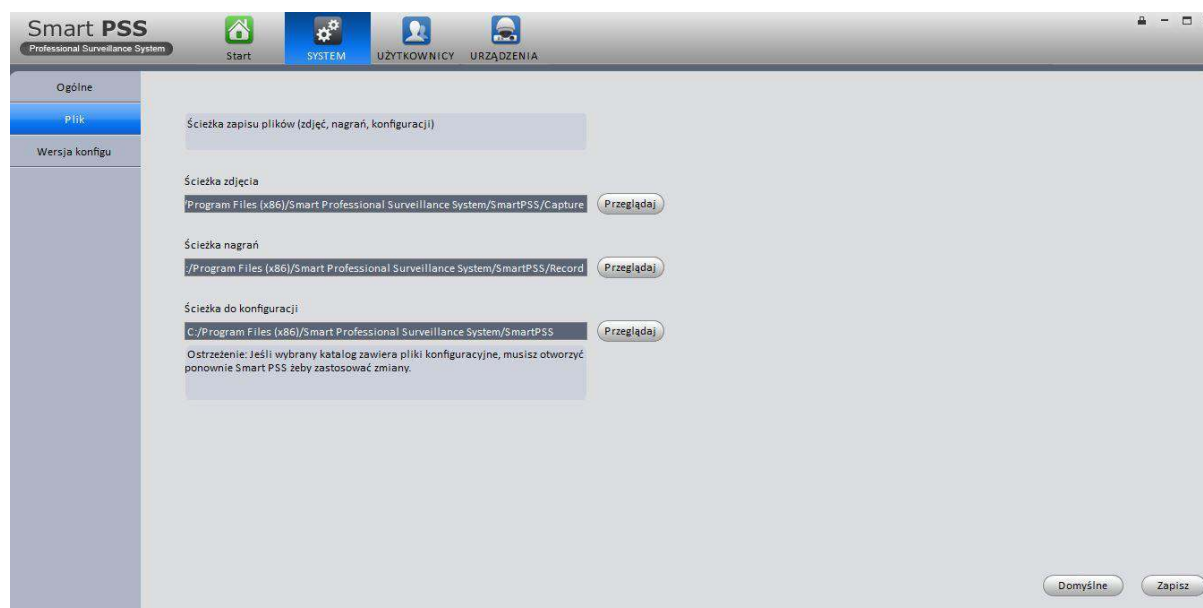 Smart PSS
Professional Surveillance System
Start
SYSTEM
UŻYTKOWNICY
URZĄDZENIA
Ogólne
Plik
Wersja konfigu
Ścieżka zapisu plików (zdjęć, nagrań, konfiguracji)
Ścieżka zdjęcia
/Program Files (x86)/Smart Professional Surveillance System/SmartPSS/Capture
Przeglądaj
Ścieżka nagrań
:/Program Files (x86)/Smart Professional Surveillance System/SmartPSS/Record
Przeglądaj
Ścieżka do konfiguracji
C:/Program Files (x86)/Smart Professional Surveillance System/SmartPSS
Przeglądaj
Ostrzeżenie: Jeśli wybrany katalog zawiera pliki konfiguracyjne, musisz otworzyć
ponownie Smart PSS żeby zastosować zmiany.
Domyślne
Zapisz